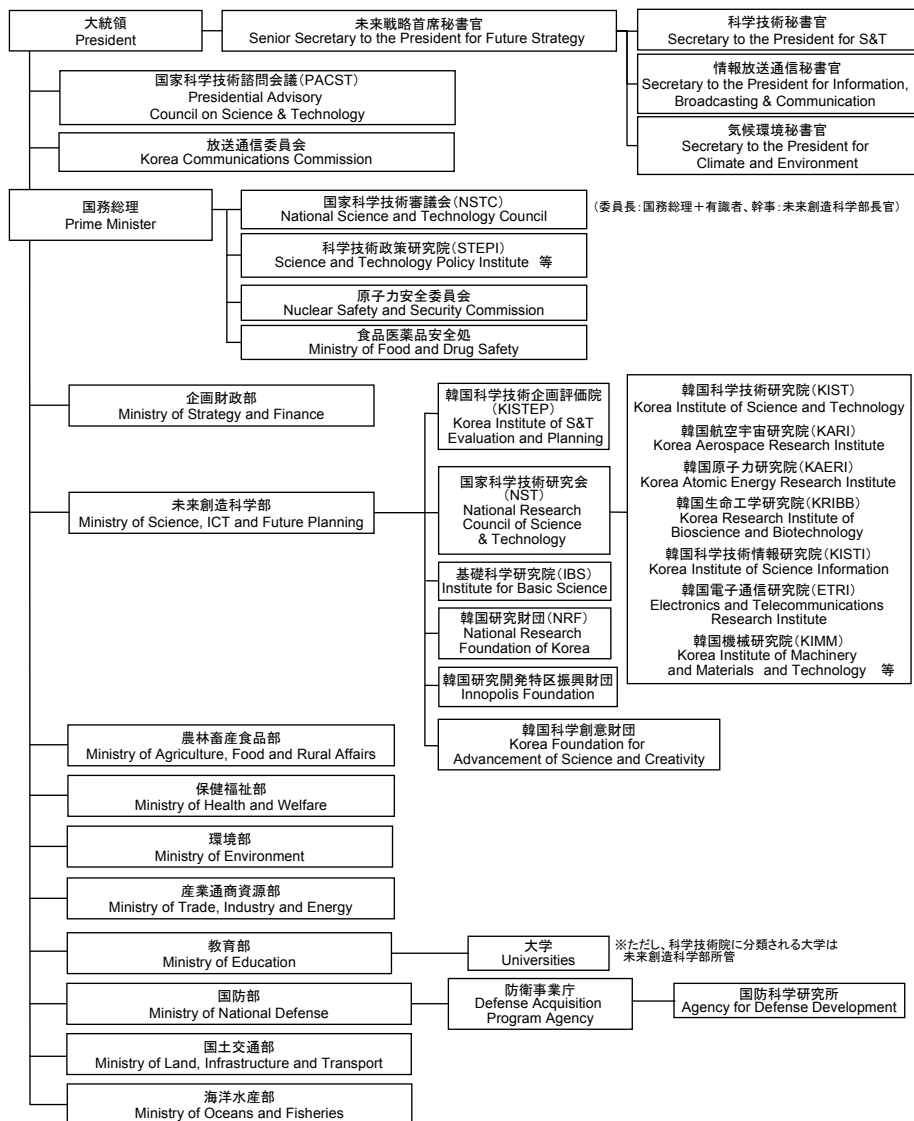 大統領
President
未来戦略首席秘書官
Senior Secretary to the President for Future Strategy
科学技術秘書官
Secretary to the President for S&T
情報放送通信秘書官
Secretary to the President for Information,
Broadcasting & Communication
気候環境秘書官
Secretary to the President for
Climate and Environment
国家科学技術諮問会議(PACST)
Presidential Advisory
Council on Science & Technology
放送通信委員会
Korea Communications Commission
国務総理
Prime Minister
国家科学技術審議会(NSTC)
National Science and Technology Council
(委員長:国務総理+有識者、幹事:未来創造科学部長官)
科学技術政策研究院(STEPI)
Science and Technology Policy Institute 等
原子力安全委員会
Nuclear Safety and Security Commission
食品医薬品安全処
Ministry of Food and Drug Safety
企画財政部
Ministry of Strategy and Finance
未来創造科学部
Ministry of Science, ICT and Future Planning
韓国科学技術企画評価院
(KISTEP)
Korea Institute of S&T
Evaluation and Planning
国家科学技術研究会
(NST)
National Research
Council of Science
& Technology
基礎科学研究院(IBS)
Institute for Basic Science
韓国研究財団(NRF)
National Research
Foundation of Korea
韓国研究開発特区振興財団
Innopolis Foundation
韓国科学創意財団
Korea Foundation for
Advancement of Science and Creativity
韓国科学技術研究院(KIST)
Korea Institute of Science and Technology
韓国航空宇宙研究院(KARI)
Korea Aerospace Research Institute
韓国原子力研究院(KAERI)
Korea Atomic Energy Research Institute
韓国生命工学研究院(KRIBB)
Korea Research Institute of
Bioscience and Biotechnology
韓国科学技術情報研究院(KISTI)
Korea Institute of Science Information
韓国電子通信研究院(ETRI)
Electronics and Telecommunications
Research Institute
韓国機械研究院(KIMM)
Korea Institute of Machinery
and Materials and Technology 等
農林畜産食品部
Ministry of Agriculture, Food and Rural Affairs
保健福祉部
Ministry of Health and Welfare
環境部
Ministry of Environment
産業通商資源部
Ministry of Trade, Industry and Energy
教育部
Ministry of Education
大学
Universities
※ただし、科学技術院に分類される大学は
未来創造科学部所管
国防部
Ministry of National Defense
防衛事業庁
Defense Acquisition
Program Agency
国防科学研究所
Agency for Defense Development
国土交通部
Ministry of Land, Infrastructure and Transport
海洋水産部
Ministry of Oceans and Fisheries